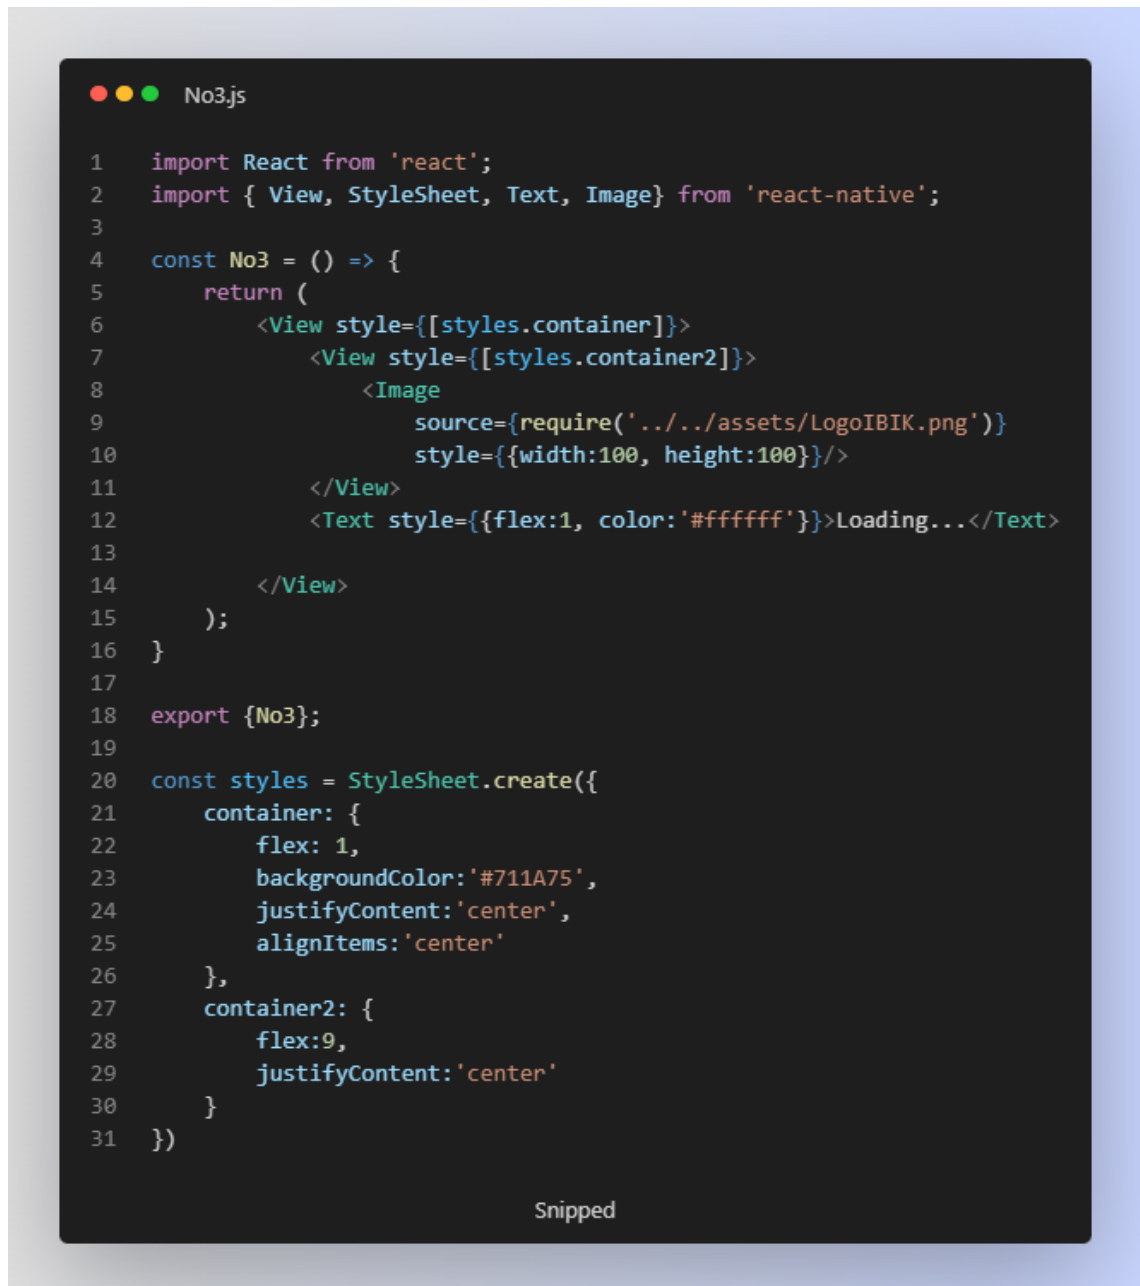 No3.js
1 import React from 'react';
2 import { View, StyleSheet, Text, Image} from 'react-native';
3
4 const No3 = () => {
5     return (
6         <View style={[styles.container]}>
7             <View style={[styles.container2]}>
8                 <Image
9                     source={require('../../assets/LogoIBIK.png')}
10                     style={{width:100, height:100}}/>
11             </View>
12             <Text style={{flex:1, color:'#ffffff'}}>Loading...</Text>
13
14         </View>
15     );
16 }
17
18 export {No3};
19
20 const styles = StyleSheet.create({
21     container: {
22         flex: 1,
23         backgroundColor:'#711A75',
24         justifyContent:'center',
25         alignItems:'center'
26     },
27     container2: {
28         flex:9,
29         justifyContent:'center'
30     }
31 })
Snipped